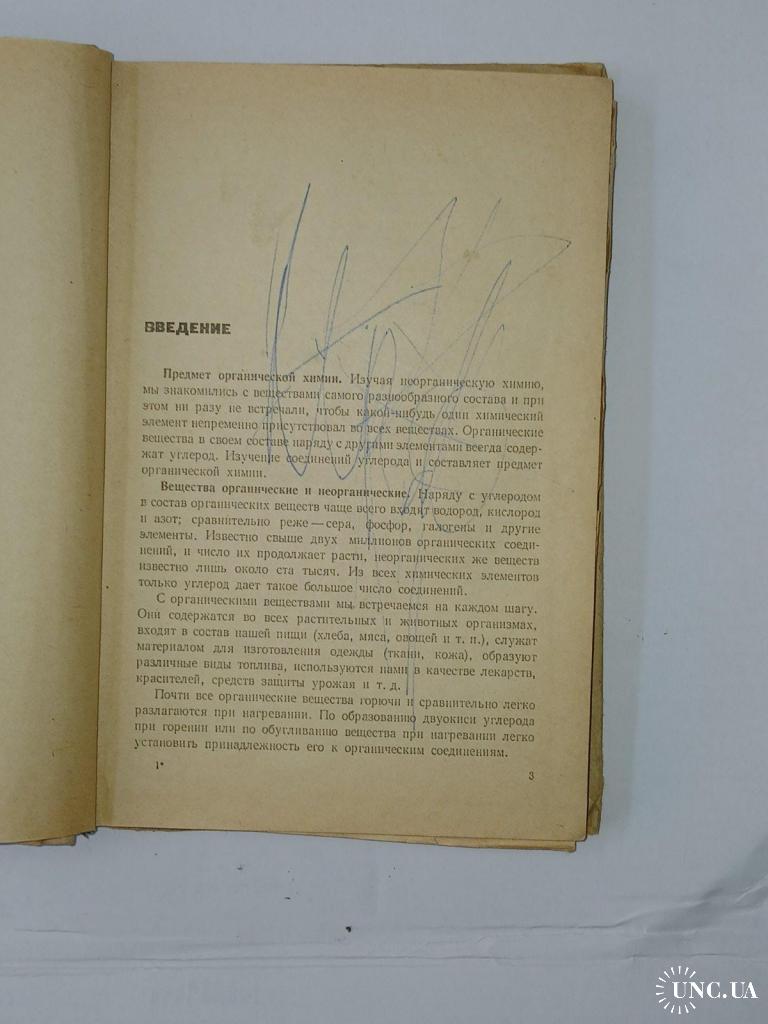 ВВЕДЕНИЕ
Предмет органической химии. Изучая неорганическую химию,
мы знакомились с веществами самого разнообразного состава и при
этом ни разу не встречали, чтобы какой-нибудь один химический
элемент непременно присутствовал во всех веществах. Органические
вещества в своем составе наряду с другими элементами всегда содер-
жат углерод. Изучение соединений углерода и составляет предмет
органической химии.
Вещества органические и неорганические. Наряду с углеродом
в состав органических веществ чаще всего входят водород, кислород
и азот; сравнительно реже — сера, фосфор, галогены и другие
элементы. Известно свыше двух миллионов органических соеди-
нений, и число их продолжает расти, неорганических же веществ
известно лишь около ста тысяч. Из всех химических элементов
только углерод дает такое большое число соединений.
С органическими веществами мы встречаемся на каждом шагу.
Они содержатся во всех растительных и животных организмах,
входят в состав нашей пищи (хлеба, мяса, овощей и т. п.), служат
материалом для изготовления одежды (ткани, кожа), образуют
различные виды топлива, используются нами в качестве лекарств,
красителей, средств защиты урожая и т. д.
Почти все органические вещества горючи и сравнительно легко
разлагаются при нагревании. По образованию двуокиси углерода
при горении или по обугливанию вещества при нагревании легко
установить принадлежность его к органическим соединениям.
1*
3
UNC.UA